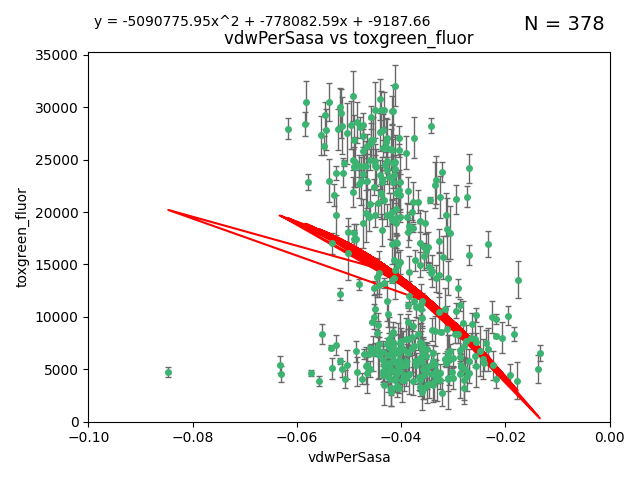 y = -5090775.95x^2 + -778082.59x + -9187.66
N = 378
vdwPerSasa vs toxgreen_fluor
35000
30000
25000
20000
15000
10000
5000
0
toxgreen_fluor
−0.10
−0.08
−0.06
−0.04
−0.02
0.00
vdwPerSasa